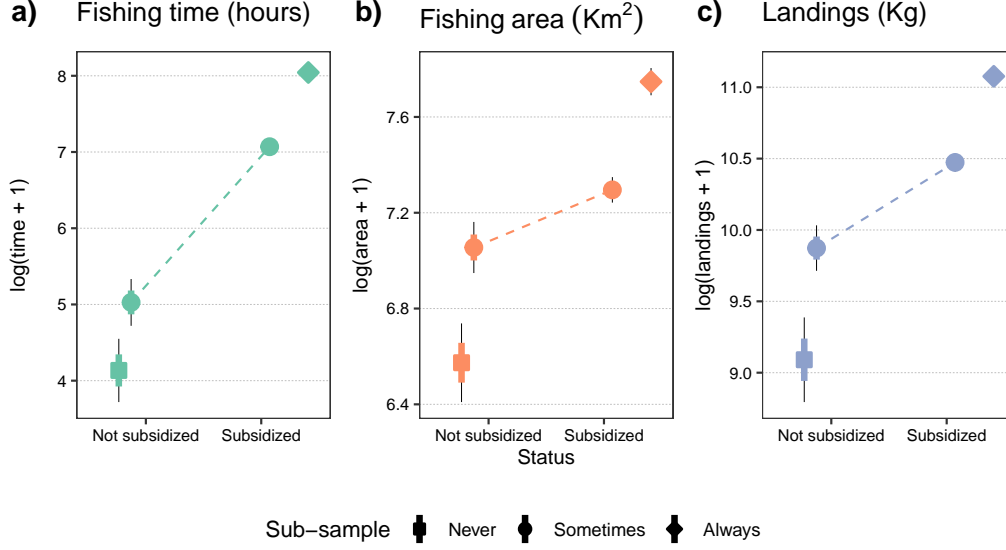 a) Fishing time (hours)
b) Fishing area (Km²)
c) Landings (Kg)
log(time + 1)
8
7
6
5
4
Not subsidized
Subsidized
log(area + 1)
7.6
7.2
6.8
6.4
Not subsidized
Subsidized
log(landings + 1)
11.0
10.5
10.0
9.5
9.0
Not subsidized
Subsidized
Status
Sub−sample Never Sometimes Always